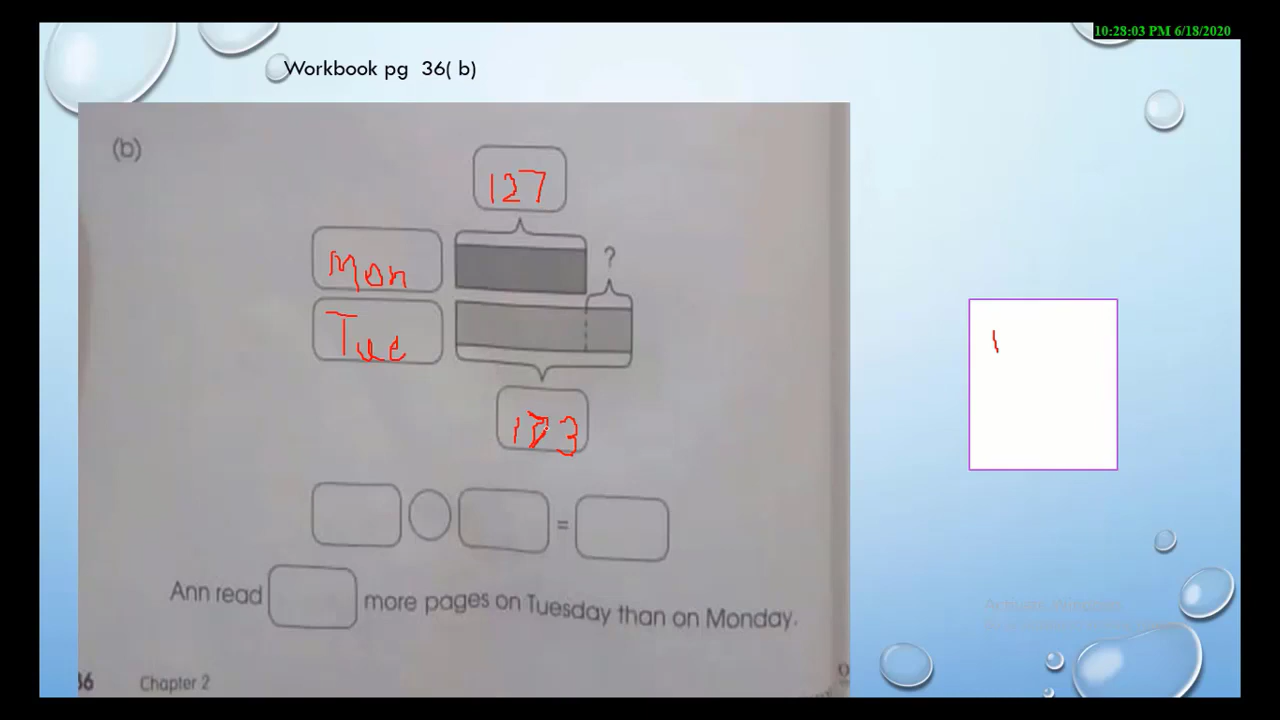 10:28:03 PM 6/18/2020
Workbook pg 36( b)
(b)
127
Mon
?
Tue
=
Ann read more pages on Tuesday than on Monday.
36 Chapter 2